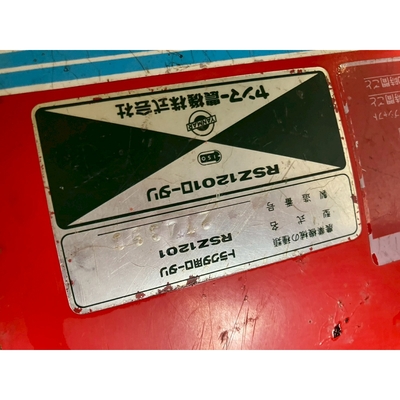 ヤンマー農機株式会社
YANMAR
ISO
RSZ1201ロータリ
農業機械の種類 トラクタ用ロータリ
型式名 RSZ1201
製造番号